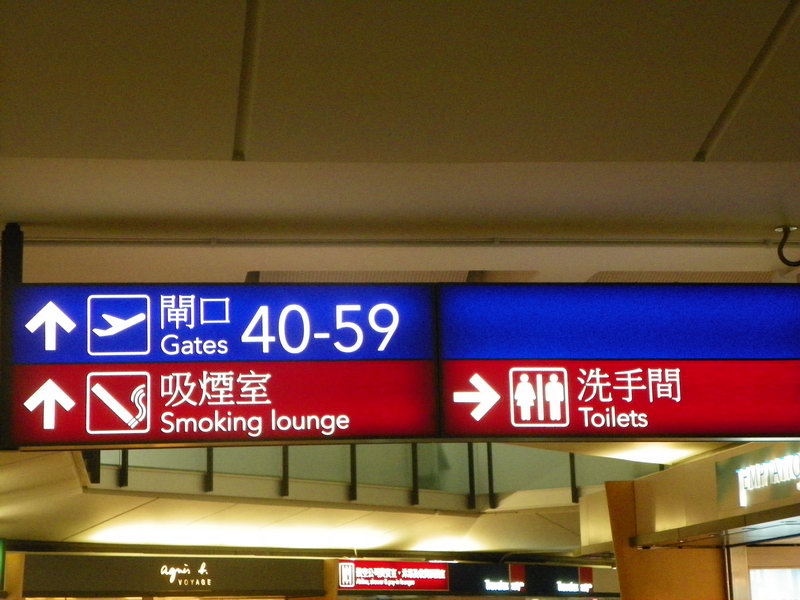 閘口
Gates
40-59
吸煙室
Smoking lounge
洗手間
Toilets
agnès b.
VOYAGE